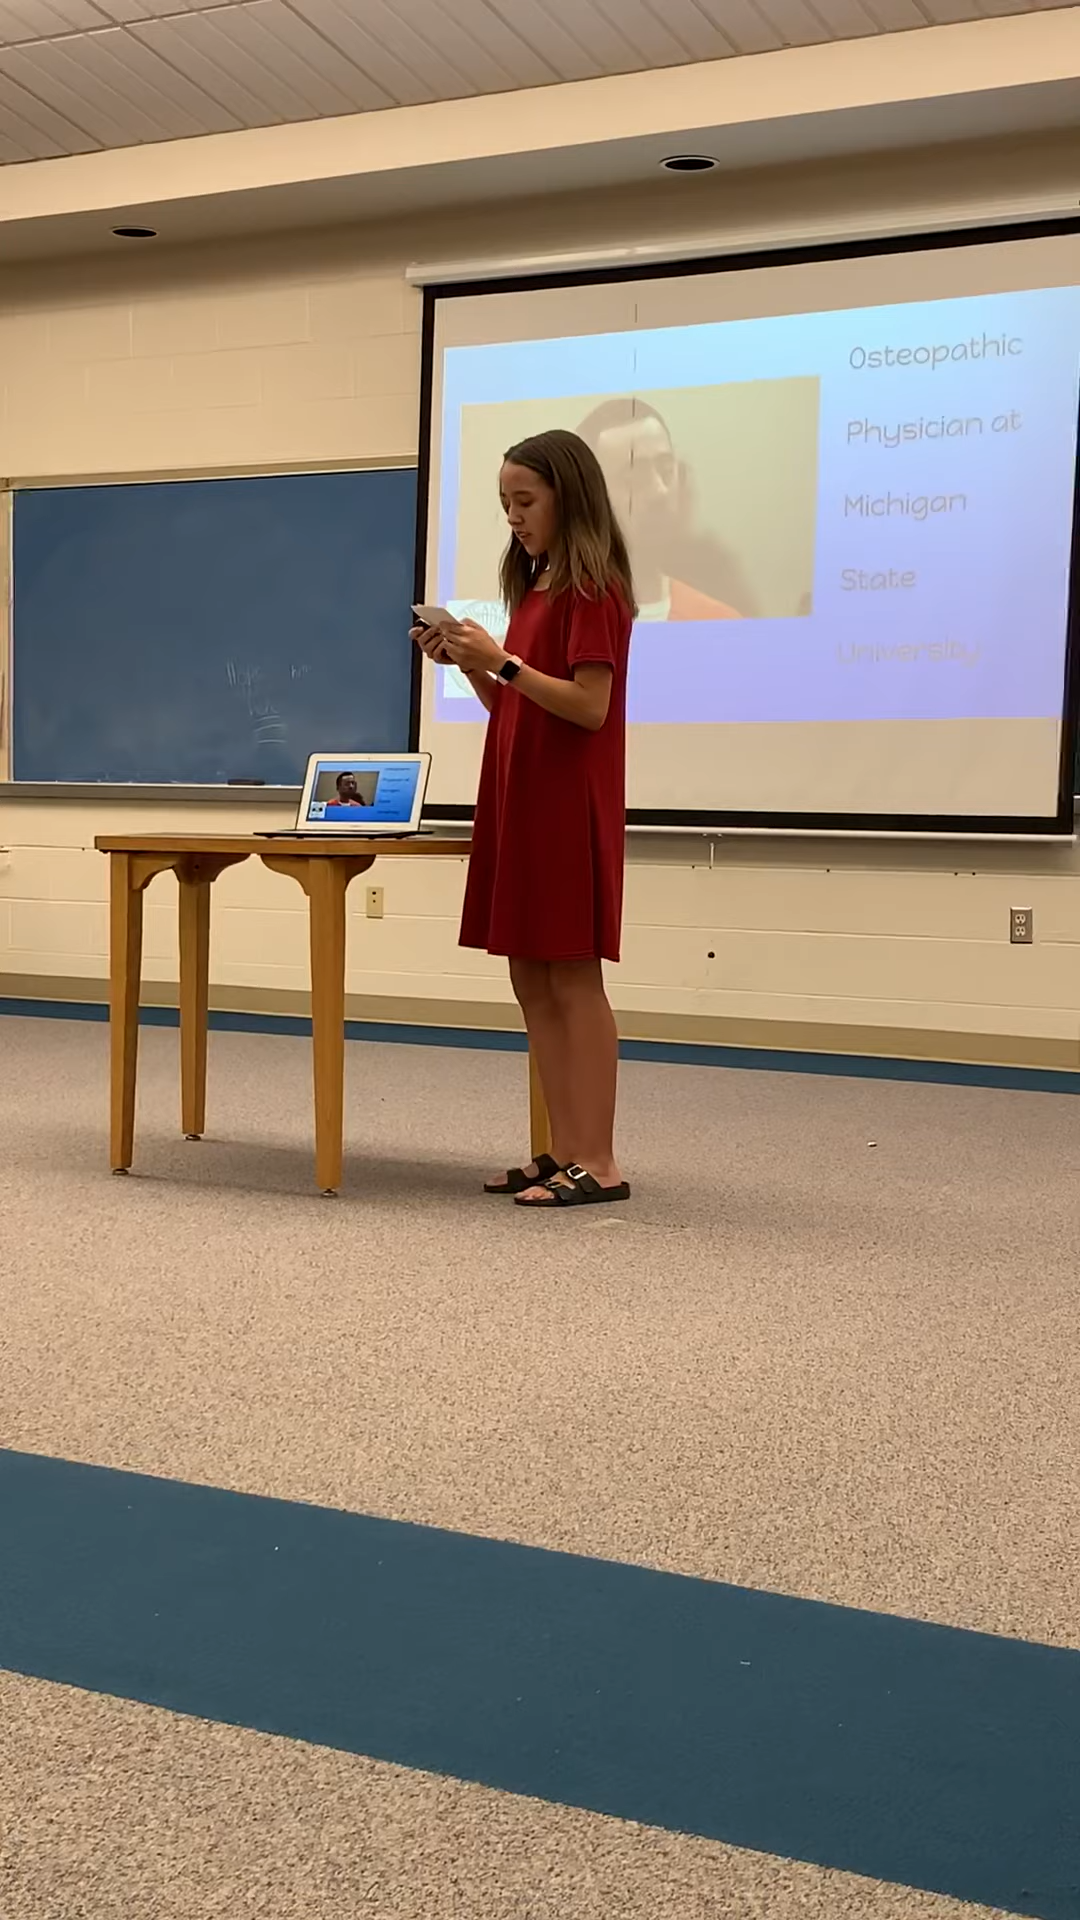 Osteopathic
Physician at
Michigan
State
University